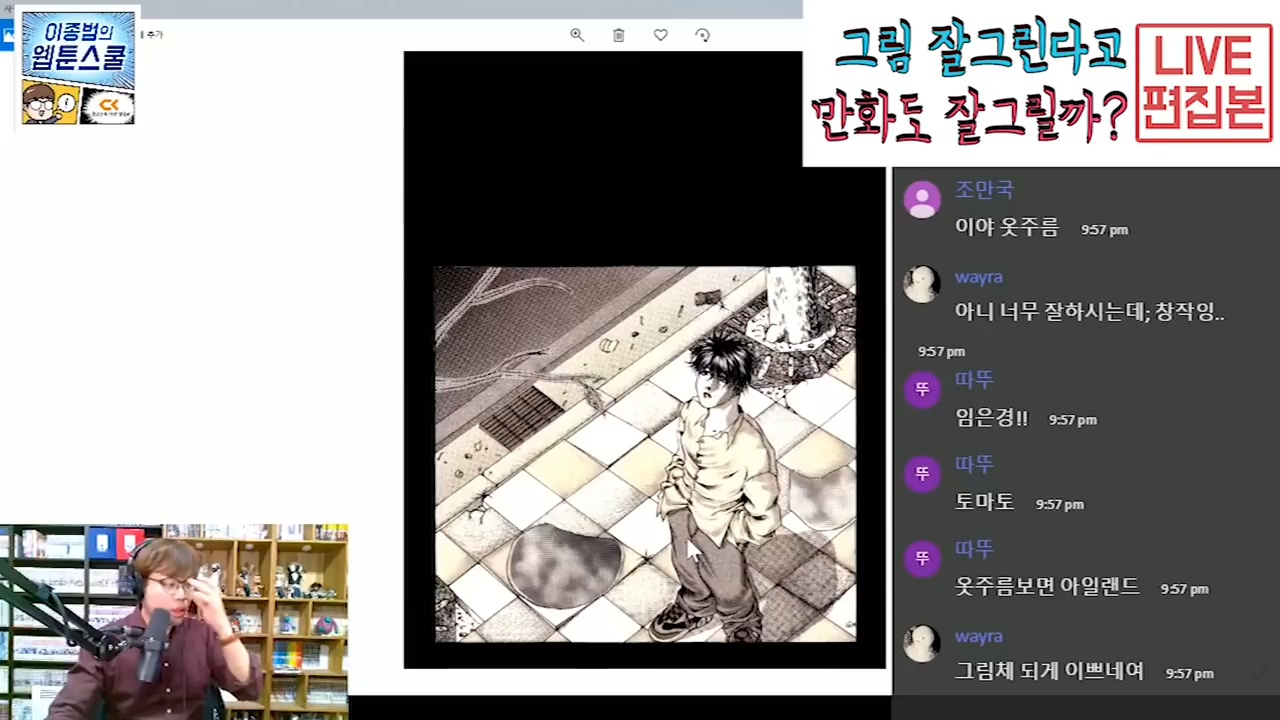 추가
이종범의
웹툰스쿨
그림 잘그린다고
만화도 잘그릴까?
LIVE
편집본
조만국
이야 옷주름 9:57 pm
wayra
아니 너무 잘하시는데; 창작잉..
9:57 pm
뚜
따뚜
임은경!! 9:57 pm
뚜
따뚜
토마토 9:57 pm
뚜
따뚜
옷주름보면 아일랜드 9:57 pm
wayra
그림체 되게 이쁘네여 9:57 pm